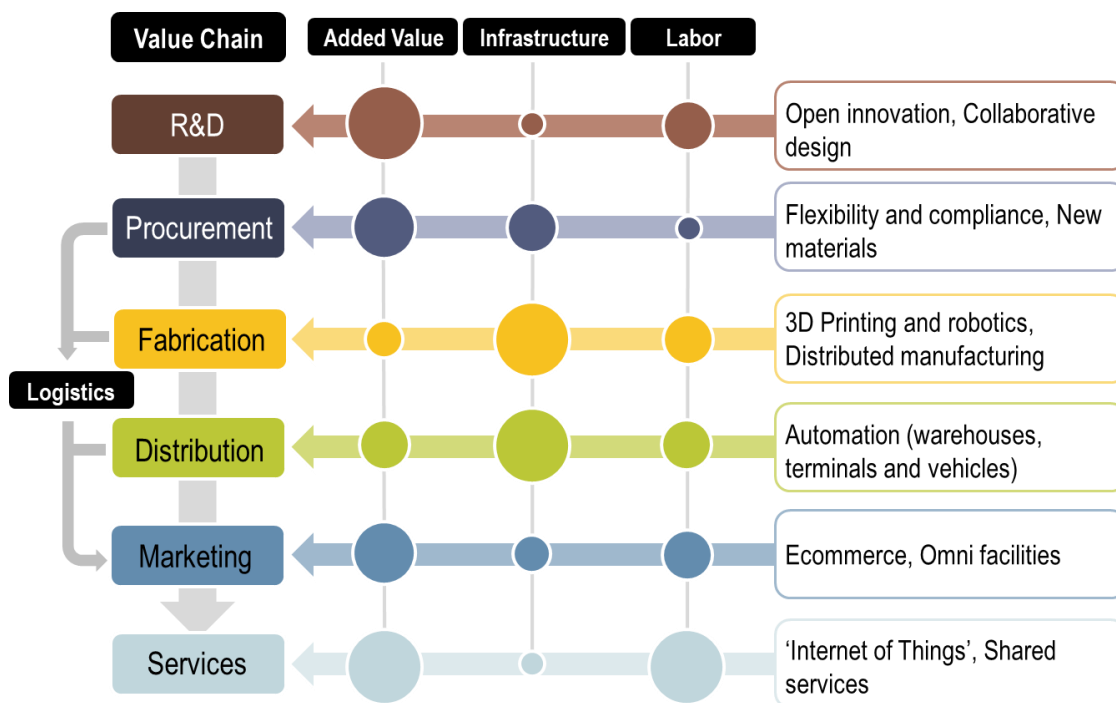 Value Chain
Added Value
Infrastructure
Labor
R&D
Open innovation, Collaborative
design
Procurement
Flexibility and compliance, New
materials
Fabrication
3D Printing and robotics,
Distributed manufacturing
Logistics
Distribution
Automation (warehouses,
terminals and vehicles)
Marketing
Ecommerce, Omni facilities
Services
‘Internet of Things’, Shared
services